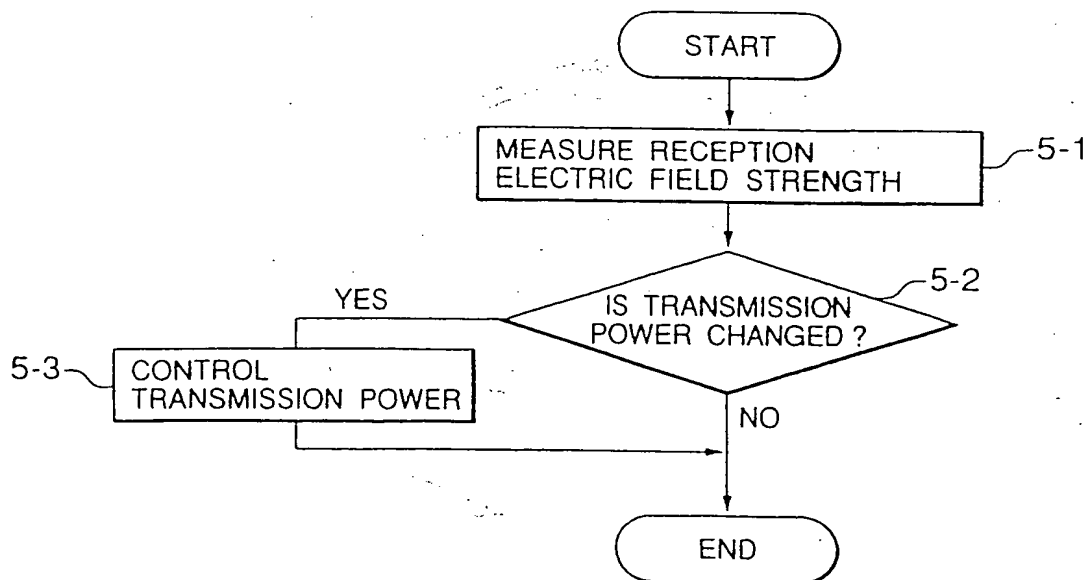 START
MEASURE RECEPTION
ELECTRIC FIELD STRENGTH
5-1
IS TRANSMISSION
POWER CHANGED ?
5-2
YES
5-3
CONTROL
TRANSMISSION POWER
NO
END